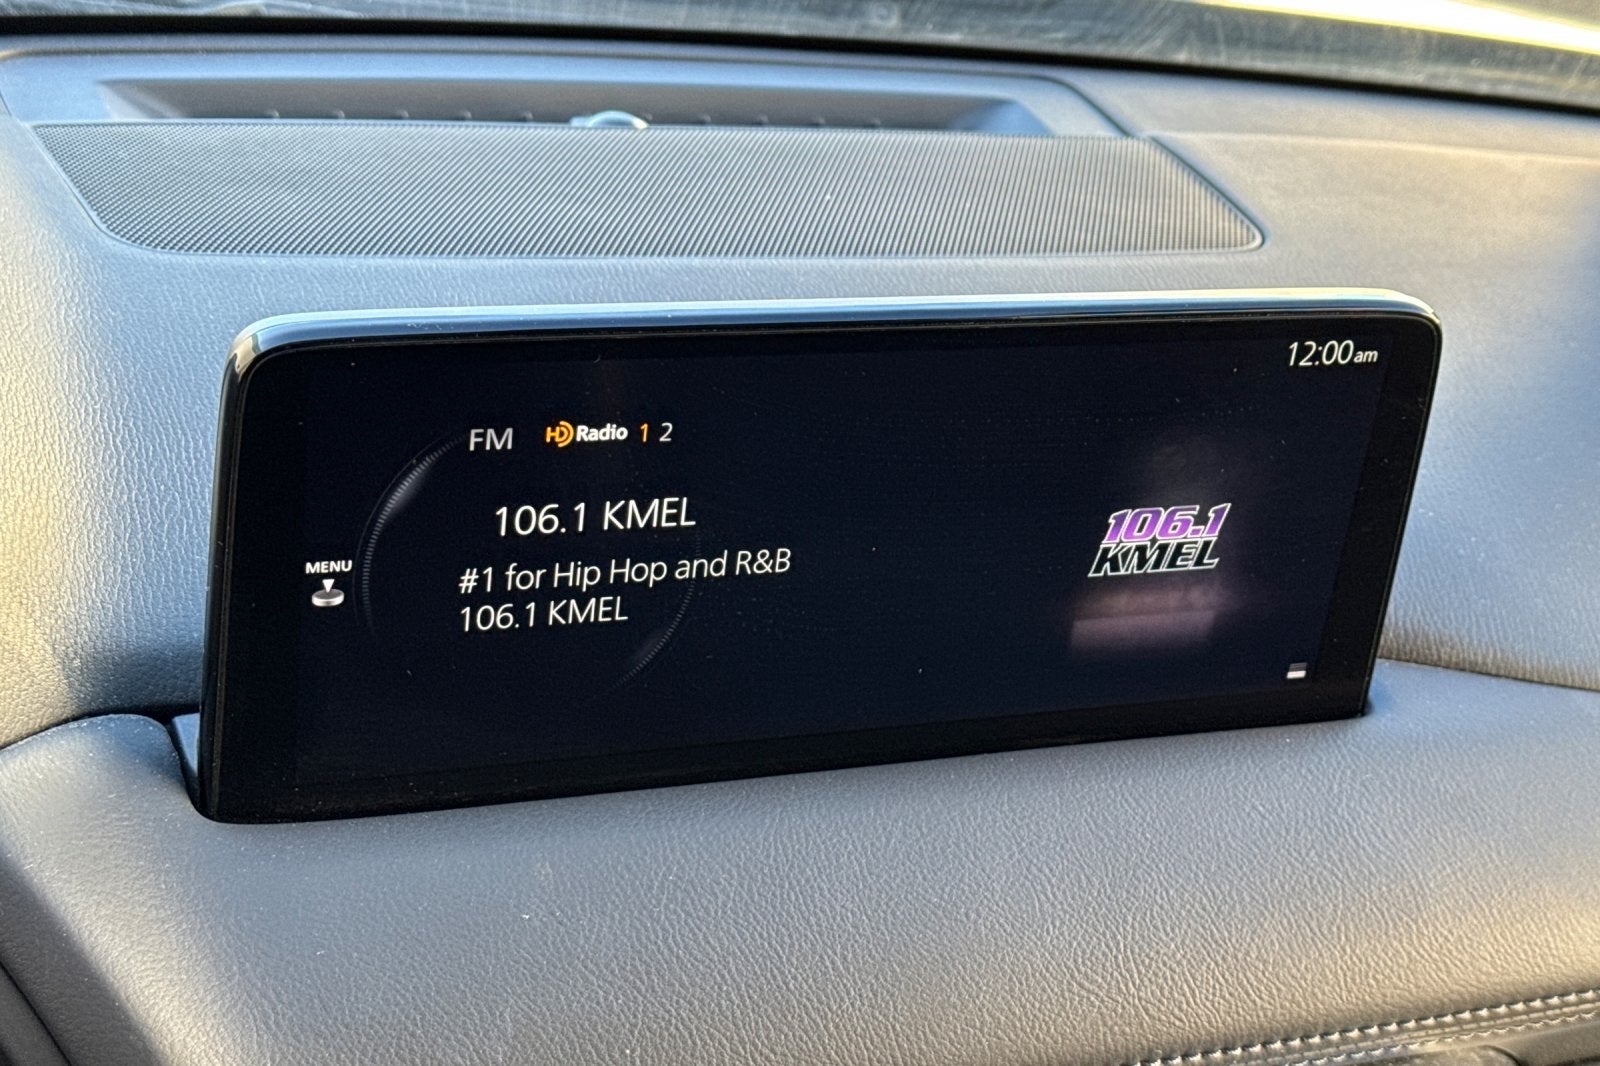 12:00am
FM HD Radio 1 2
106.1 KMEL
#1 for Hip Hop and R&B
106.1 KMEL
MENU
106.1
KMEL